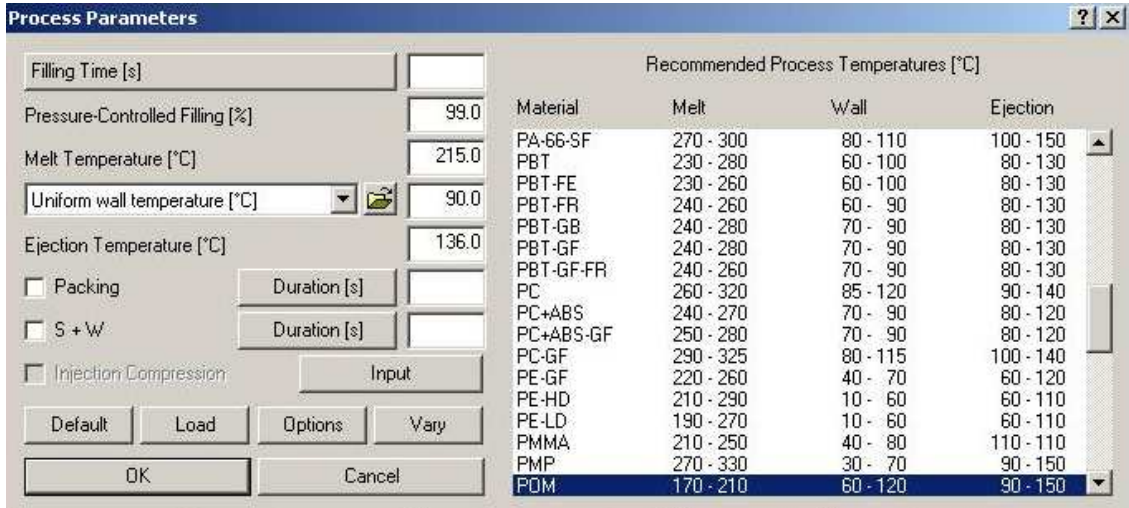 Process Parameters
Filling Time [s]
Pressure-Controlled Filling [%] 99.0
Melt Temperature [°C] 215.0
Uniform wall temperature [°C] 90.0
Ejection Temperature [°C] 136.0
Packing Duration [s]
S + W Duration [s]
Injection Compression Input
Default Load Options Vary
OK Cancel
Recommended Process Temperatures [°C]
Material Melt Wall Ejection
PA-66-SF 270 - 300 80 - 110 100 - 150
PBT 230 - 280 60 - 100 80 - 130
PBT-FE 230 - 260 60 - 100 80 - 130
PBT-FR 240 - 260 60 - 90 80 - 130
PBT-GB 240 - 280 70 - 90 80 - 130
PBT-GF 240 - 280 70 - 90 80 - 130
PBT-GF-FR 240 - 260 70 - 90 80 - 130
PC 260 - 320 85 - 120 90 - 140
PC+ABS 240 - 270 70 - 90 80 - 120
PC+ABS-GF 250 - 280 70 - 90 80 - 120
PC-GF 290 - 325 80 - 115 100 - 140
PE-GF 220 - 260 40 - 70 60 - 120
PE-HD 210 - 290 10 - 60 60 - 110
PE-LD 190 - 270 10 - 60 60 - 110
PMMA 210 - 250 40 - 80 110 - 110
PMP 270 - 330 30 - 70 90 - 150
POM 170 - 210 60 - 120 90 - 150